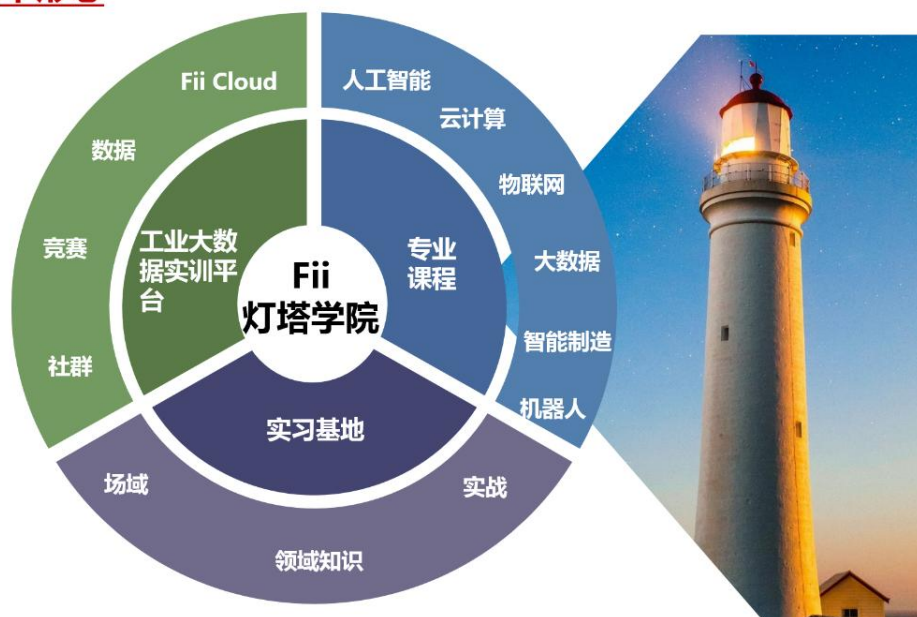 Fii Cloud
数据
竞赛
社群
工业大数
据实训平
台
Fii
灯塔学院
专业
课程
人工智能
云计算
物联网
大数据
智能制造
机器人
实习基地
场域
领域知识
实战